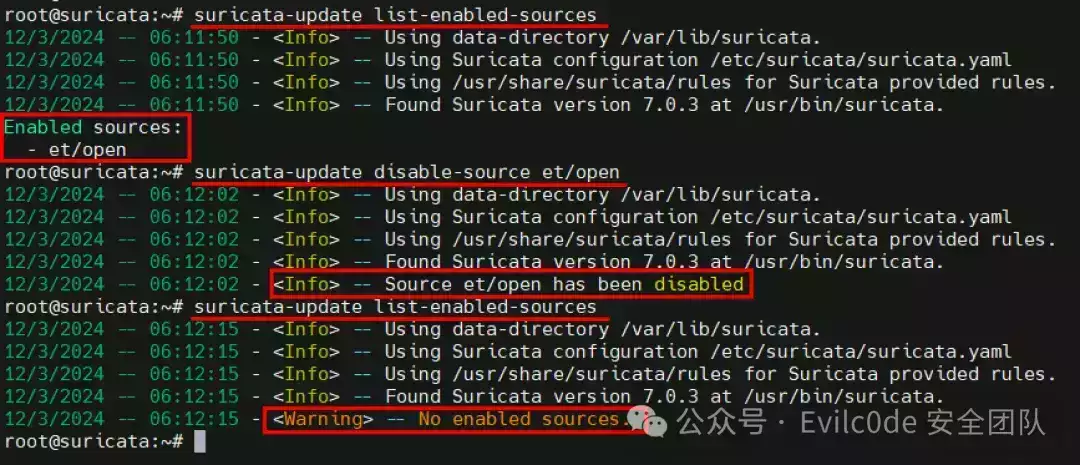 root@suricata:~# suricata-update list-enabled-sources
12/3/2024 -- 06:11:50 - <Info> -- Using data-directory /var/lib/suricata.
12/3/2024 -- 06:11:50 - <Info> -- Using Suricata configuration /etc/suricata/suricata.yaml
12/3/2024 -- 06:11:50 - <Info> -- Using /usr/share/suricata/rules for Suricata provided rules.
12/3/2024 -- 06:11:50 - <Info> -- Found Suricata version 7.0.3 at /usr/bin/suricata.
Enabled sources:
  - et/open
root@suricata:~# suricata-update disable-source et/open
12/3/2024 -- 06:12:02 - <Info> -- Using data-directory /var/lib/suricata.
12/3/2024 -- 06:12:02 - <Info> -- Using Suricata configuration /etc/suricata/suricata.yaml
12/3/2024 -- 06:12:02 - <Info> -- Using /usr/share/suricata/rules for Suricata provided rules.
12/3/2024 -- 06:12:02 - <Info> -- Found Suricata version 7.0.3 at /usr/bin/suricata.
12/3/2024 -- 06:12:02 - <Info> -- Source et/open has been disabled
root@suricata:~# suricata-update list-enabled-sources
12/3/2024 -- 06:12:15 - <Info> -- Using data-directory /var/lib/suricata.
12/3/2024 -- 06:12:15 - <Info> -- Using Suricata configuration /etc/suricata/suricata.yaml
12/3/2024 -- 06:12:15 - <Info> -- Using /usr/share/suricata/rules for Suricata provided rules.
12/3/2024 -- 06:12:15 - <Info> -- Found Suricata version 7.0.3 at /usr/bin/suricata.
12/3/2024 -- 06:12:15 - <Warning> -- No enabled sources.
公众号 · Evilc0de 安全团队
root@suricata:~#